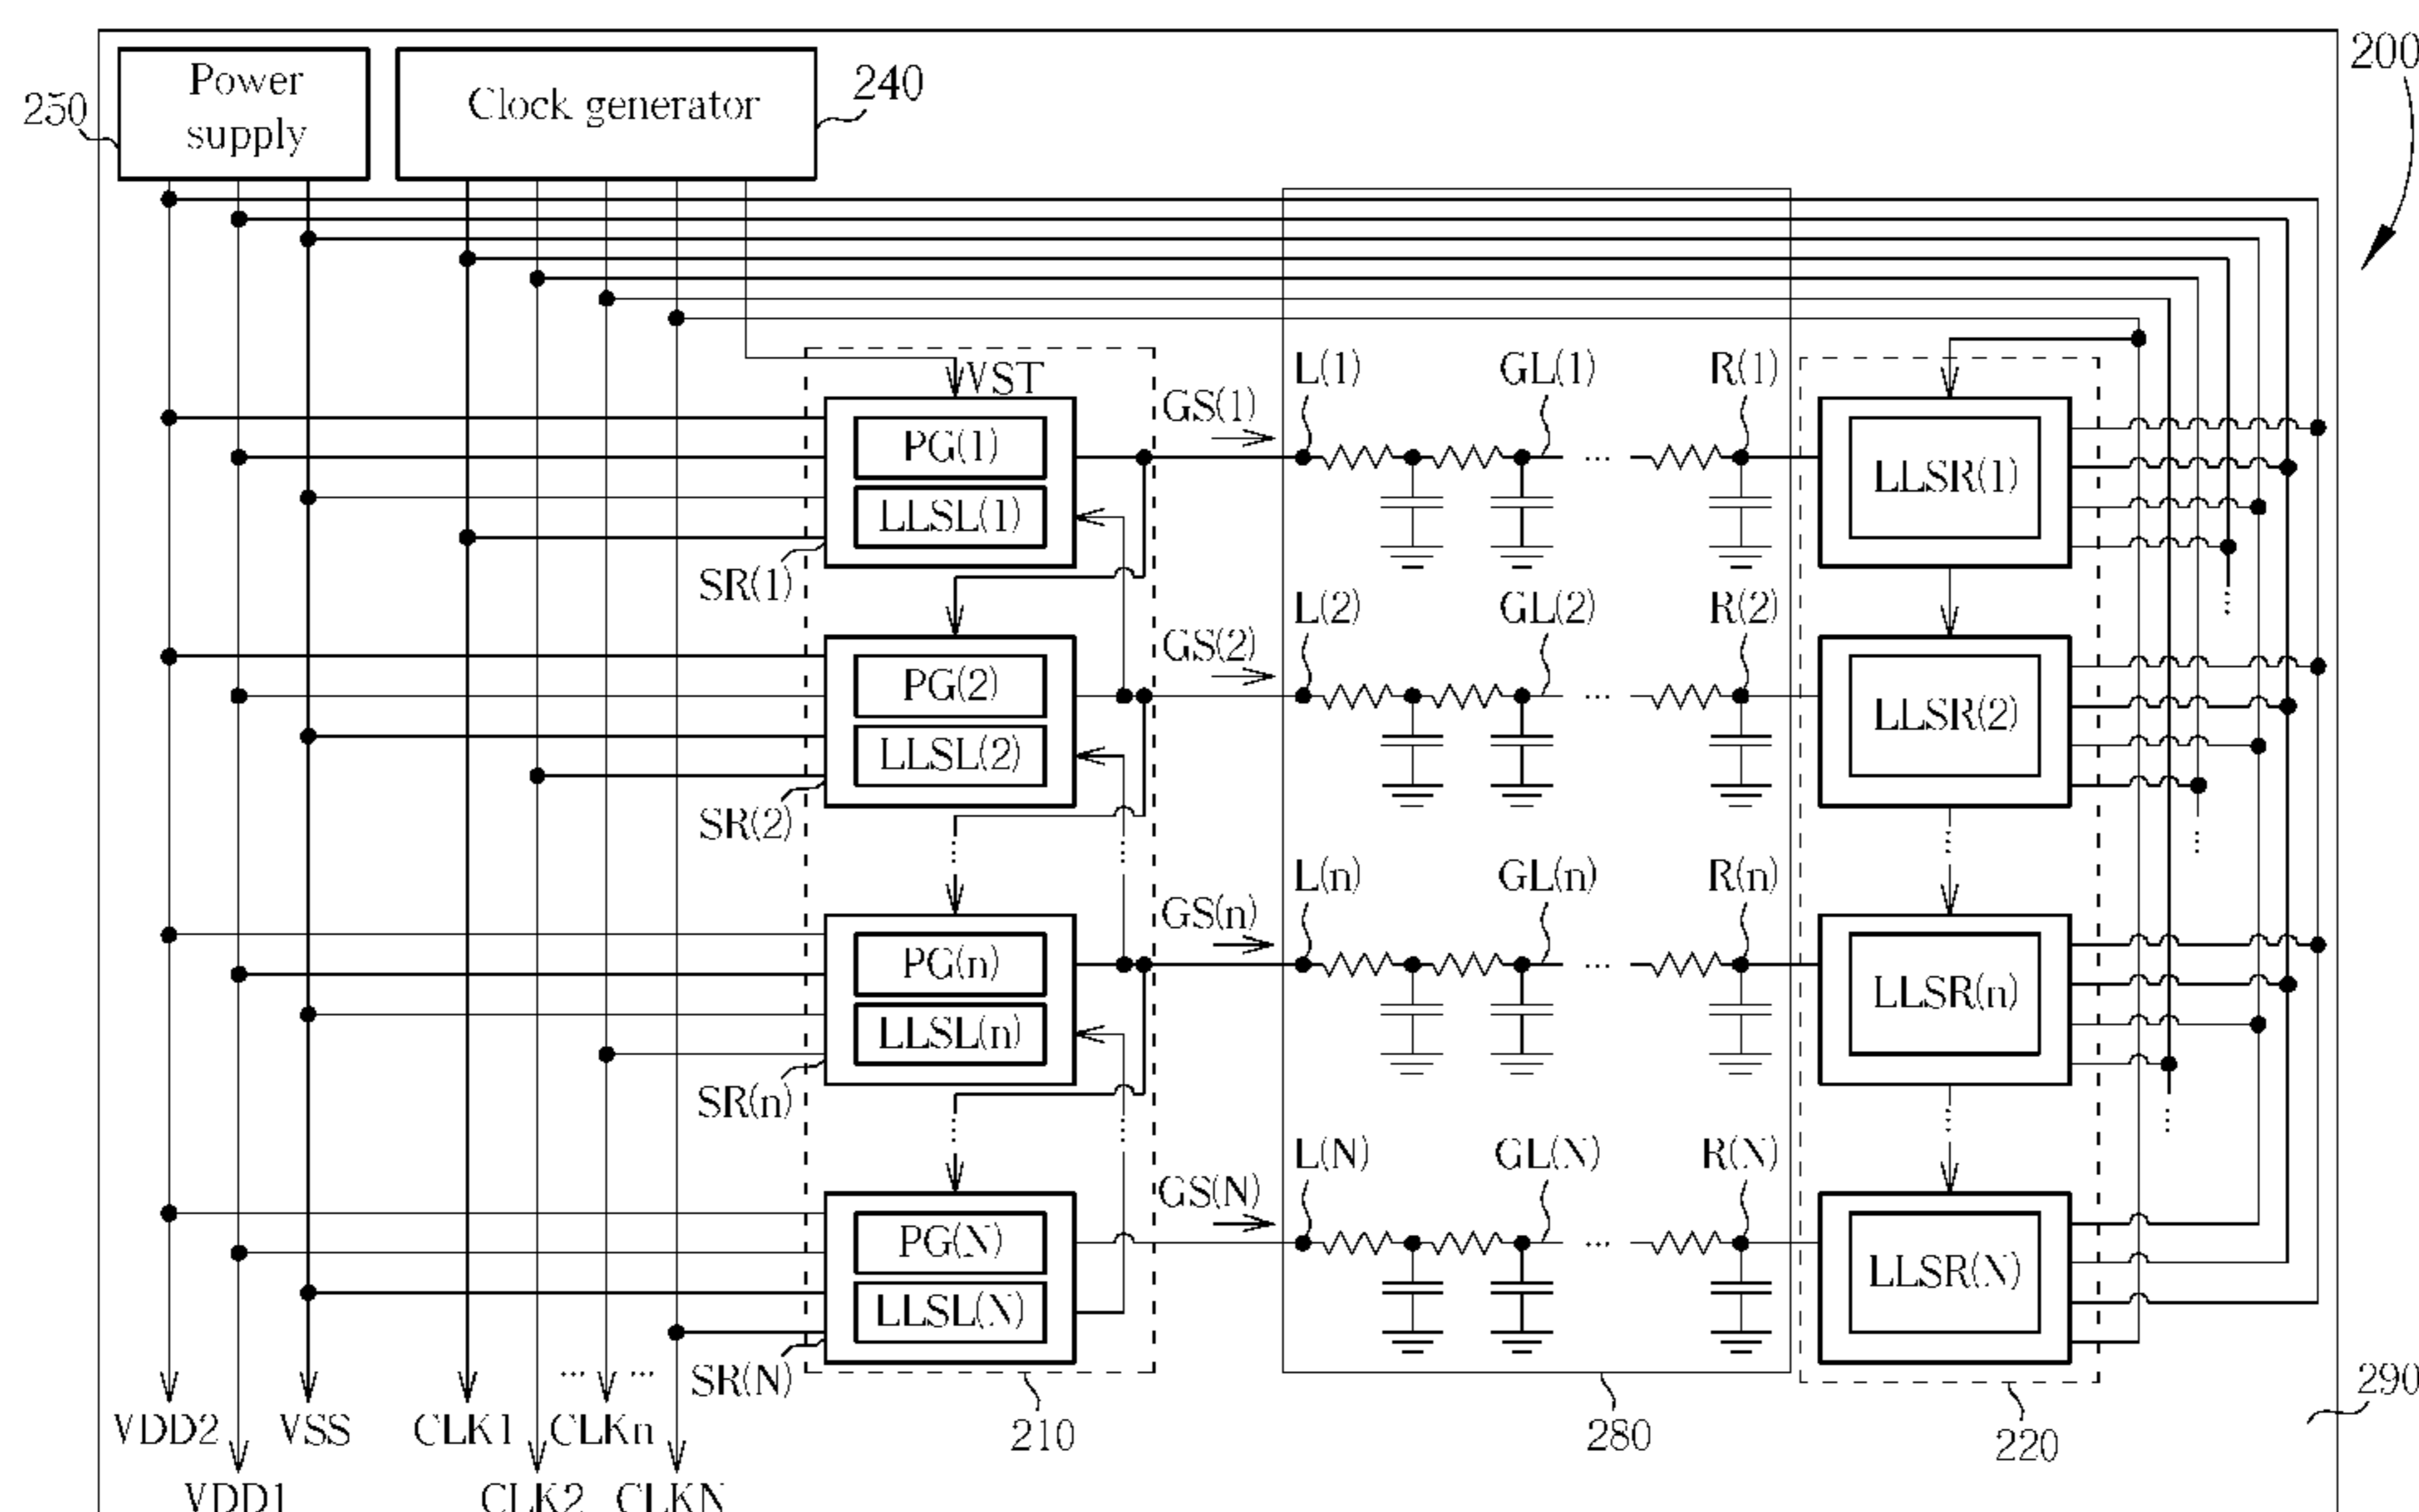 200
Power
supply
250
Clock generator
240
VST
GS(1)
L(1)
GL(1)
R(1)
PG(1)
LLSL(1)
SR(1)
...
LLSR(1)
GS(2)
L(2)
GL(2)
R(2)
PG(2)
LLSL(2)
SR(2)
...
LLSR(2)
GS(n)
L(n)
GL(n)
R(n)
PG(n)
LLSL(n)
SR(n)
...
LLSR(n)
GS(N)
L(N)
GL(N)
R(N)
PG(N)
LLSL(N)
SR(N)
...
LLSR(N)
... ...
VDD2
VSS
CLK1
CLKn
210
280
220
290
VDD1
CLK2
CLKN